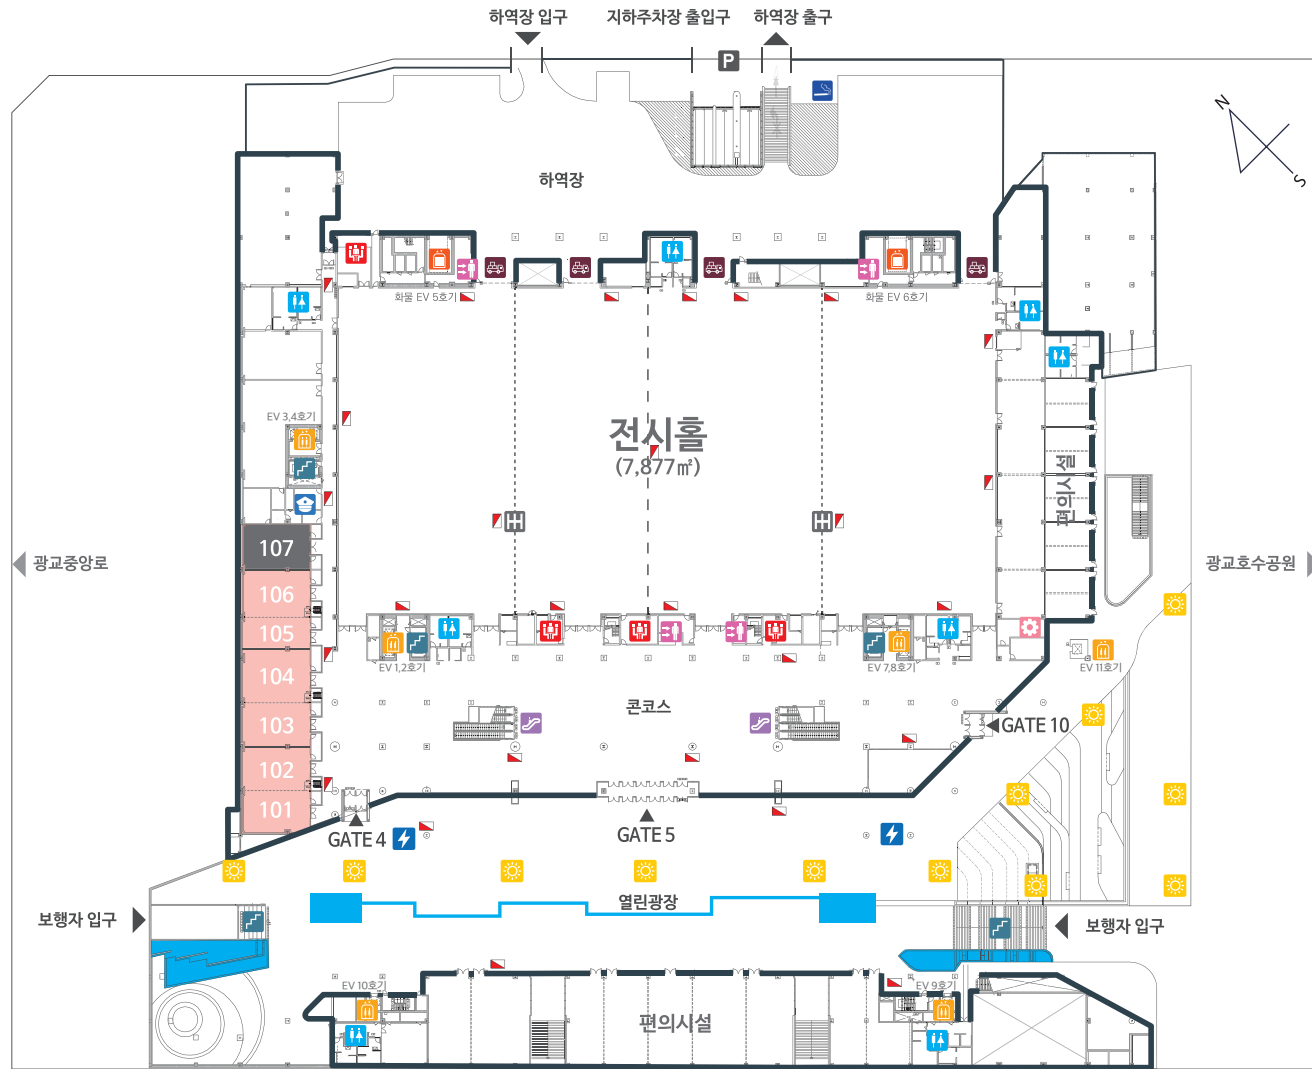 하역장 입구
지하주차장 출입구
하역장 출구
P
N
S
하역장
화물 EV 5호기
화물 EV 6호기
EV 3,4호기
전시홀
(7,877㎡)
편의시설
107
광교중앙로
광교호수공원
106
105
104
103
102
101
EV 1,2호기
EV 7,8호기
EV 11호기
콘코스
GATE 10
GATE 4
GATE 5
열린광장
보행자 입구
보행자 입구
EV 10호기
EV 9호기
편의시설